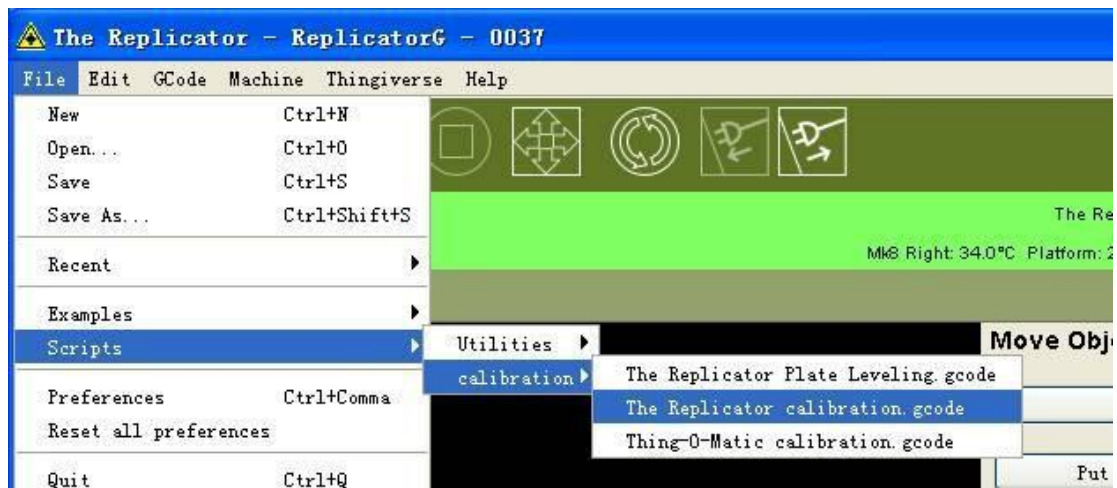 The Replicator - ReplicatorG - 0037
File Edit GCode Machine Thingiverse Help
New Ctrl+N
Open... Ctrl+O
Save Ctrl+S
Save As... Ctrl+Shift+S
The Re
Mk8 Right: 34.0°C Platform: 2
Recent
Examples
Scripts
Utilities
Move Obj
calibration
The Replicator Plate Leveling.gcode
Preferences Ctrl+Comma
The Replicator calibration.gcode
Reset all preferences
Thing-O-Matic calibration.gcode
Quit Ctrl+Q
Put